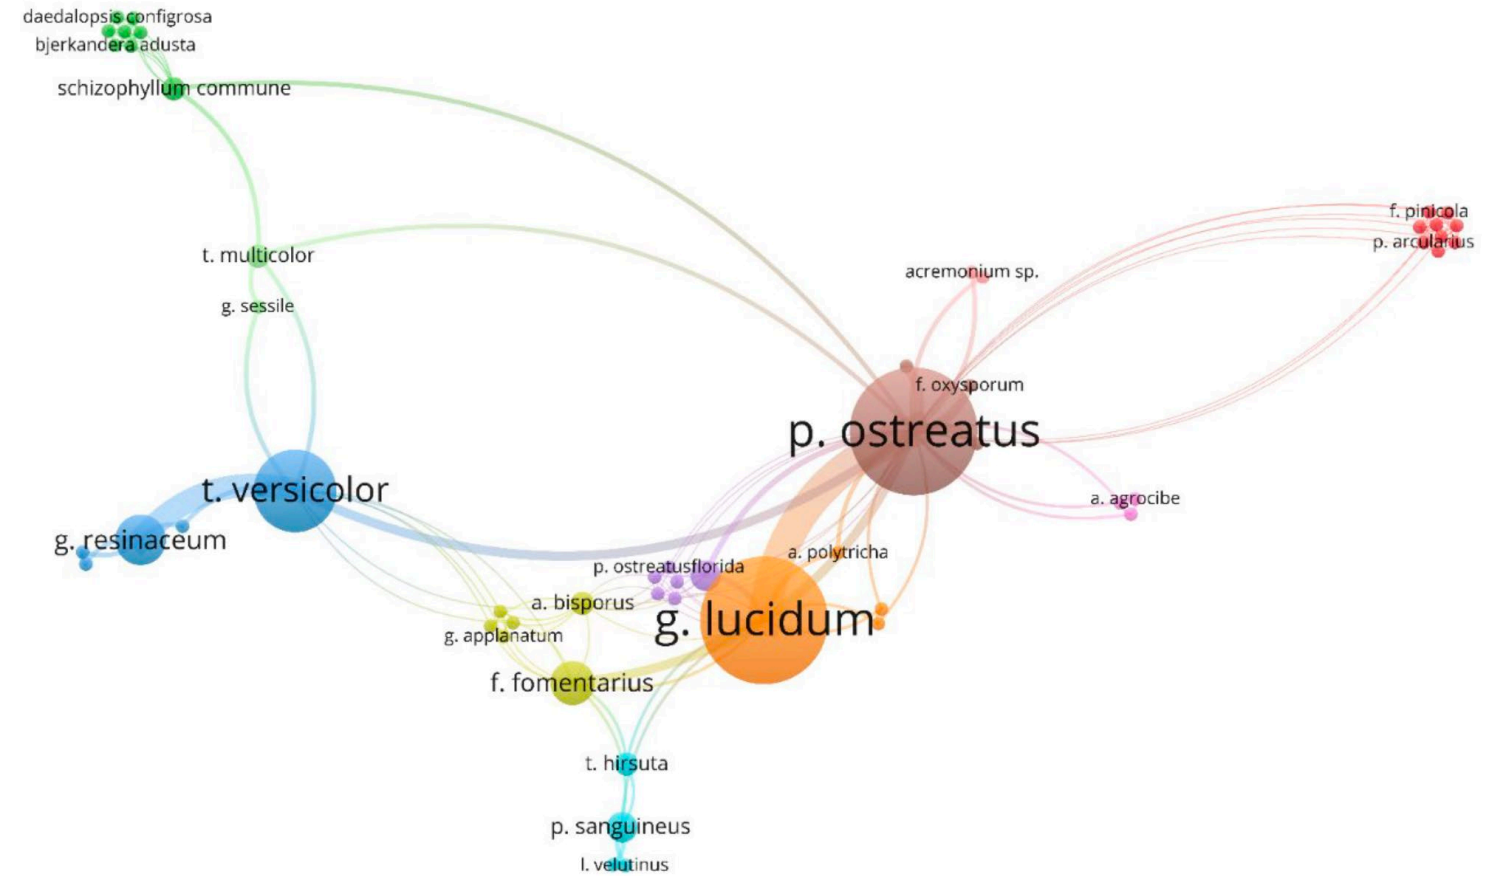 daedalopsis configrosa
bjerkandera adusta
schizophyllum commune
f. pinicola
p. arcularius
t. multicolor
acremonium sp.
g. sessile
f. oxysporum
p. ostreatus
t. versicolor
a. agrocibe
g. resinaceum
a. polytricha
p. ostreatusflorida
a. bisporus
g. lucidum
g. applanatum
f. fomentarius
t. hirsuta
p. sanguineus
l. velutinus